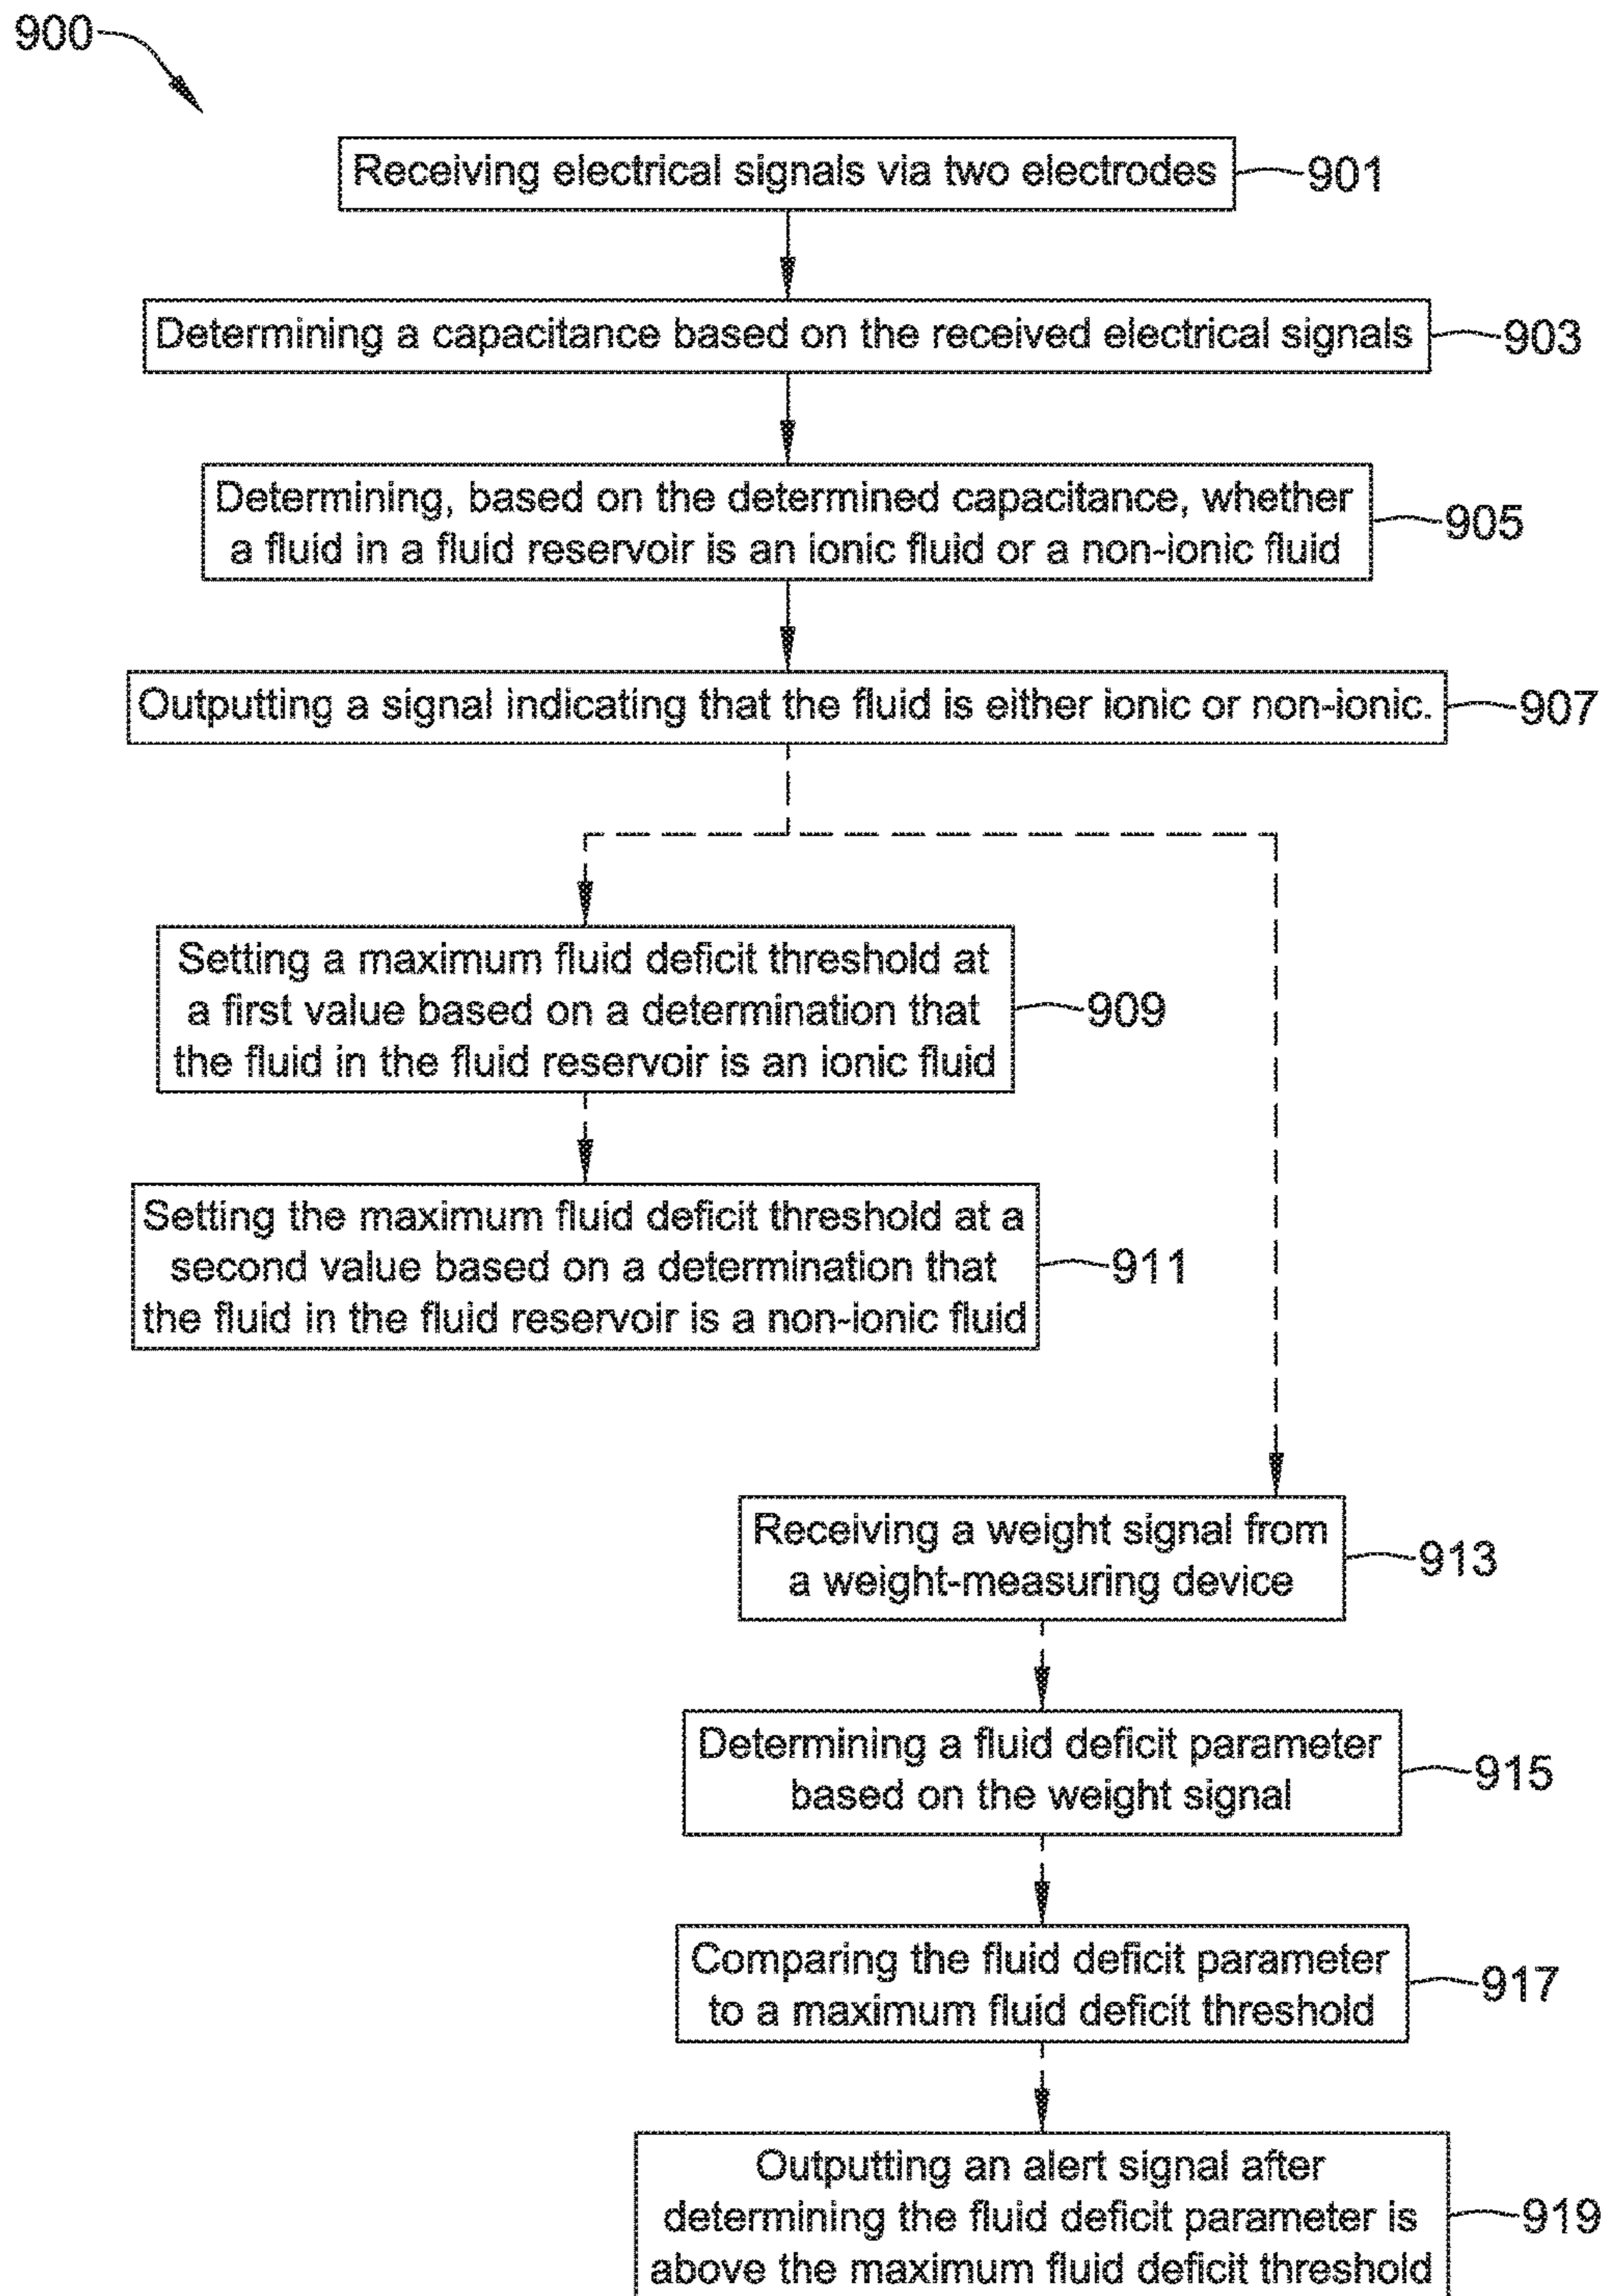 900
Receiving electrical signals via two electrodes
901
Determining a capacitance based on the received electrical signals
903
Determining, based on the determined capacitance, whether
a fluid in a fluid reservoir is an ionic fluid or a non-ionic fluid
905
Outputting a signal indicating that the fluid is either ionic or non-ionic.
907
Setting a maximum fluid deficit threshold at
a first value based on a determination that
the fluid in the fluid reservoir is an ionic fluid
909
Setting the maximum fluid deficit threshold at a
second value based on a determination that
the fluid in the fluid reservoir is a non-ionic fluid
911
Receiving a weight signal from
a weight-measuring device
913
Determining a fluid deficit parameter
based on the weight signal
915
Comparing the fluid deficit parameter
to a maximum fluid deficit threshold
917
Outputting an alert signal after
determining the fluid deficit parameter is
above the maximum fluid deficit threshold
919